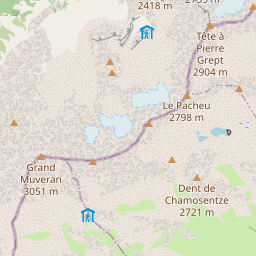 2418 m
Tête à
Pierre
Grept
2904 m
Le Pacheu
2798 m
Grand
Muveran
3051 m
Dent de
Chamosentze
2721 m